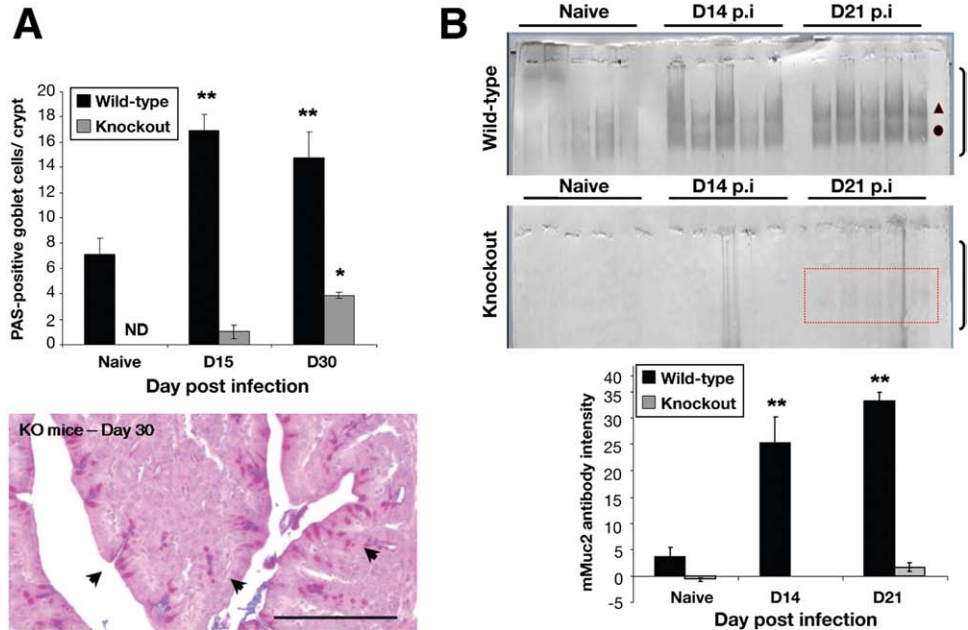 A
PAS-positive goblet cells/ crypt
20
18
16
14
12
10
8
6
4
2
0
Wild-type
Knockout
**
**
*
ND
Naive
D15
D30
Day post infection
KO mice – Day 30
B
Naive
D14 p.i
D21 p.i
Wild-type
Naive
D14 p.i
D21 p.i
Knockout
mMuc2 antibody intensity
40
35
30
25
20
15
10
5
0
-5
Wild-type
Knockout
**
**
Naive
D14
D21
Day post infection